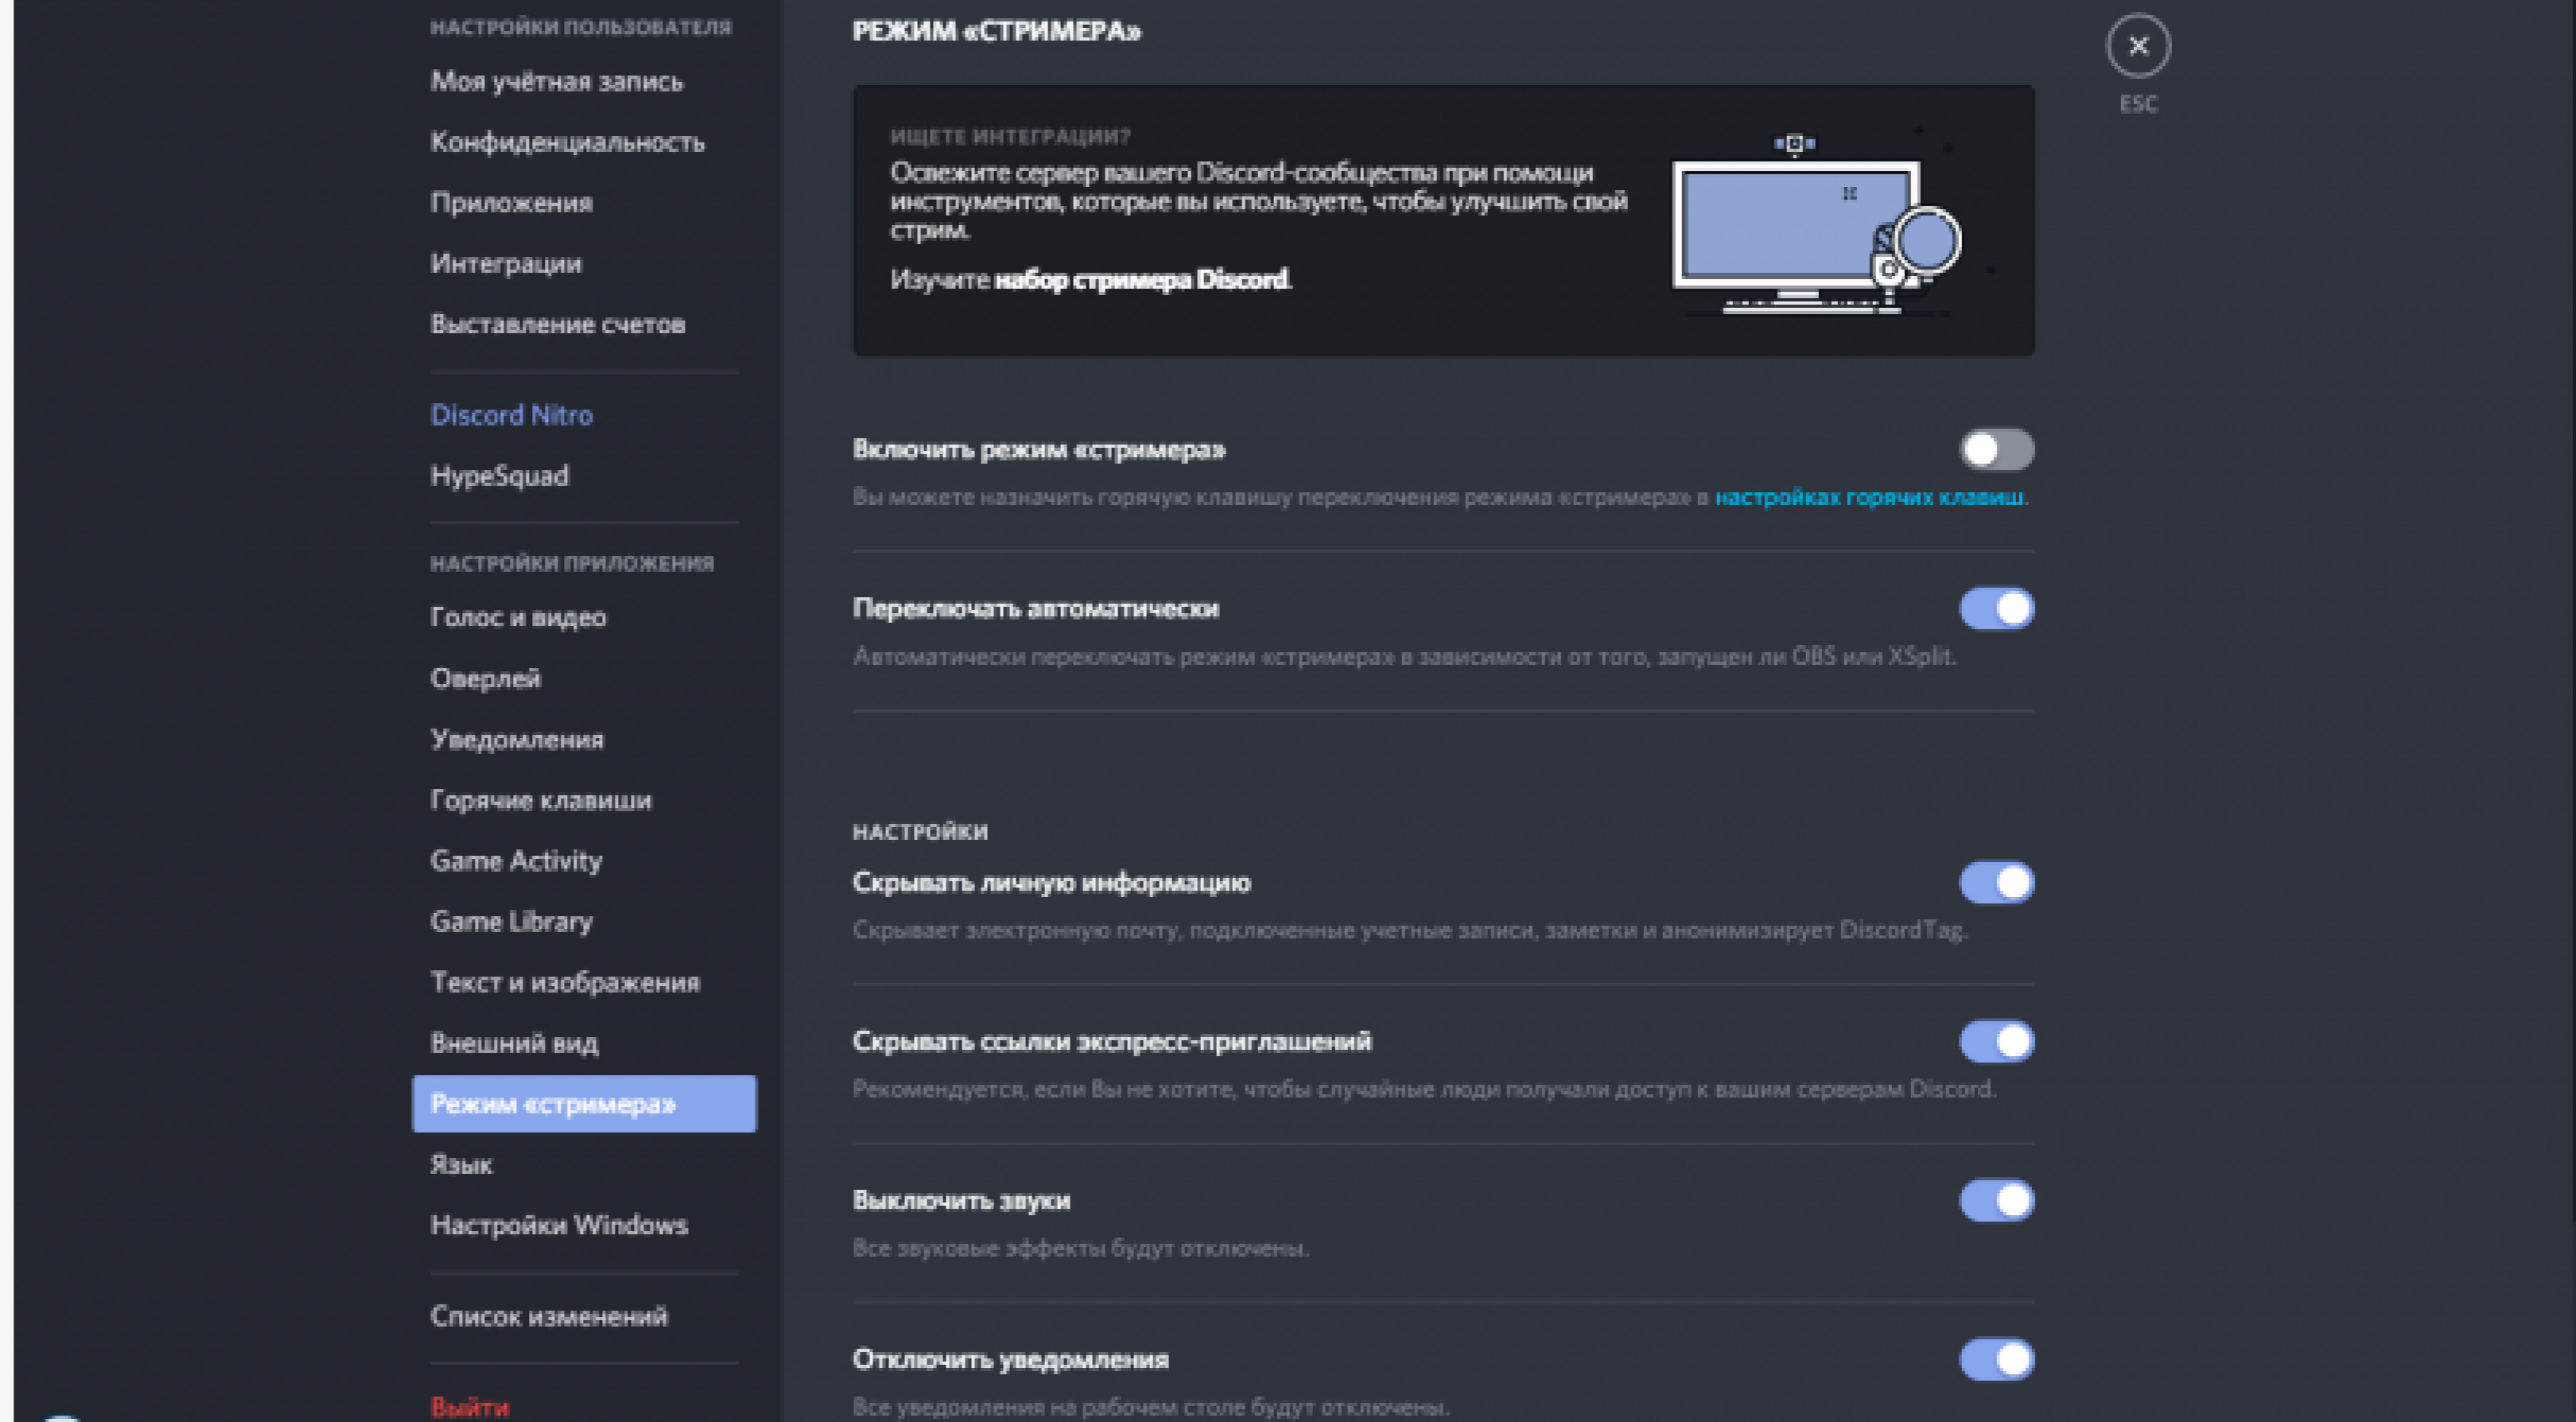 НАСТРОЙКИ ПОЛЬЗОВАТЕЛЯ
Моя учётная запись
Конфиденциальность
Приложения
Интеграции
Выставление счетов
Discord Nitro
HypeSquad
НАСТРОЙКИ ПРИЛОЖЕНИЯ
Голос и видео
Оверлей
Уведомления
Горячие клавиши
Game Activity
Game Library
Текст и изображения
Внешний вид
Режим «стримера»
Язык
Настройки Windows
Список изменений
Выйти
РЕЖИМ «СТРИМЕРА»
ИЩЕТЕ ИНТЕГРАЦИИ?
Освежите сервер вашего Discord-сообщества при помощи
инструментов, которые вы используете, чтобы улучшить свой
стрим.
Изучите набор стримера Discord.
Включить режим «стримера»
Вы можете назначить горячую клавишу переключения режима «стримера» в настройках горячих клавиш.
Переключать автоматически
Автоматически переключать режим «стримера» в зависимости от того, запущен ли OBS или XSplit.
НАСТРОЙКИ
Скрывать личную информацию
Скрывает электронную почту, подключенные учетные записи, заметки и анонимизирует DiscordTag.
Скрывать ссылки экспресс-приглашений
Рекомендуется, если Вы не хотите, чтобы случайные люди получали доступ к вашим серверам Discord.
Выключить звуки
Все звуковые эффекты будут отключены.
Отключить уведомления
Все уведомления на рабочем столе будут отключены.
ESC